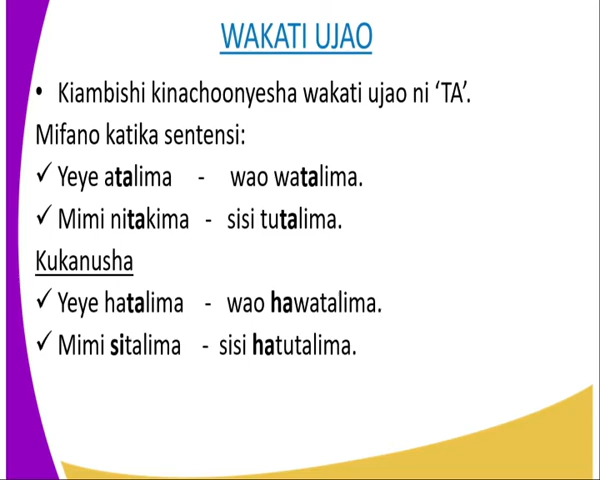 WAKATI UJAO
• Kiambishi kinachoonyesha wakati ujao ni ‘TA’.
Mifano katika sentensi:
✓ Yeye atalima - wao watalima.
✓ Mimi nitakima - sisi tutalima.
Kukanusha
✓ Yeye hatalima - wao hawatalima.
✓ Mimi sitalima - sisi hatutalima.